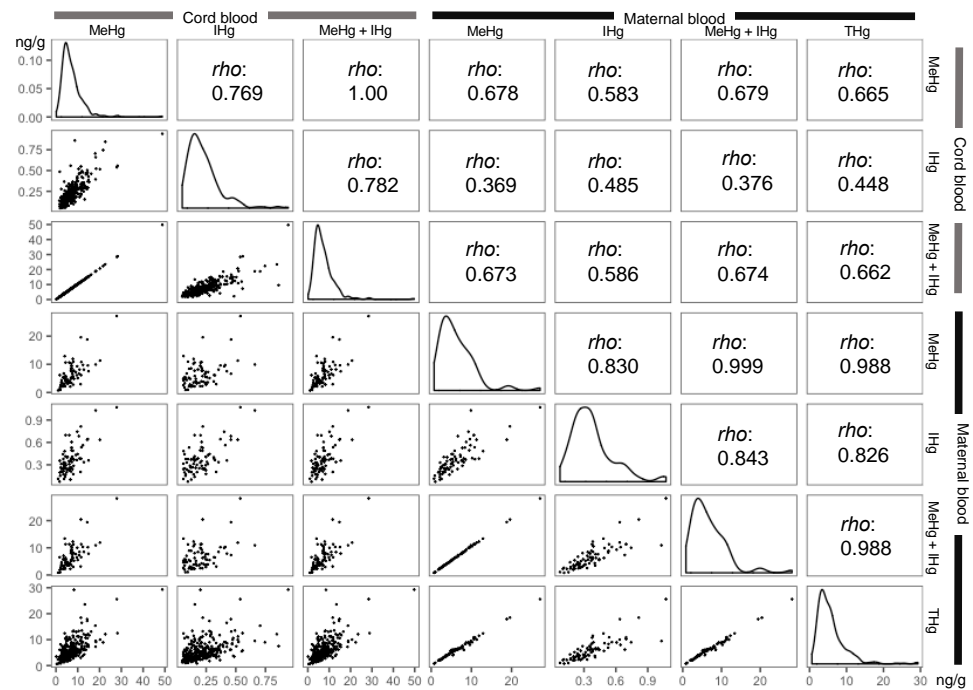 Cord blood
Maternal blood
MeHg
IHg
MeHg + IHg
MeHg
IHg
MeHg + IHg
THg
ng/g
0.10
0.05
0.00
rho:
0.769
rho:
1.00
rho:
0.678
rho:
0.583
rho:
0.679
rho:
0.665
MeHg
0.75
0.50
0.25
rho:
0.782
rho:
0.369
rho:
0.485
rho:
0.376
rho:
0.448
IHg
Cord blood
50
40
30
20
10
0
rho:
0.673
rho:
0.586
rho:
0.674
rho:
0.662
MeHg + IHg
20
10
0
rho:
0.830
rho:
0.999
rho:
0.988
MeHg
0.9
0.6
0.3
rho:
0.843
rho:
0.826
IHg
Maternal blood
20
10
0
rho:
0.988
MeHg + IHg
30
20
10
0
THg
0 10 20 30 40 50
0.25 0.50 0.75
0 10 20 30 40 50
0 10 20
0.3 0.6 0.9
0 10 20
0 10 20 30
ng/g